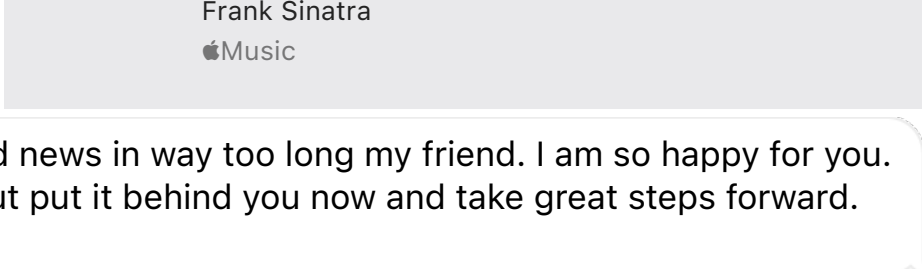 Frank Sinatra
Music
news in way too long my friend. I am so happy for you.
put it behind you now and take great steps forward.